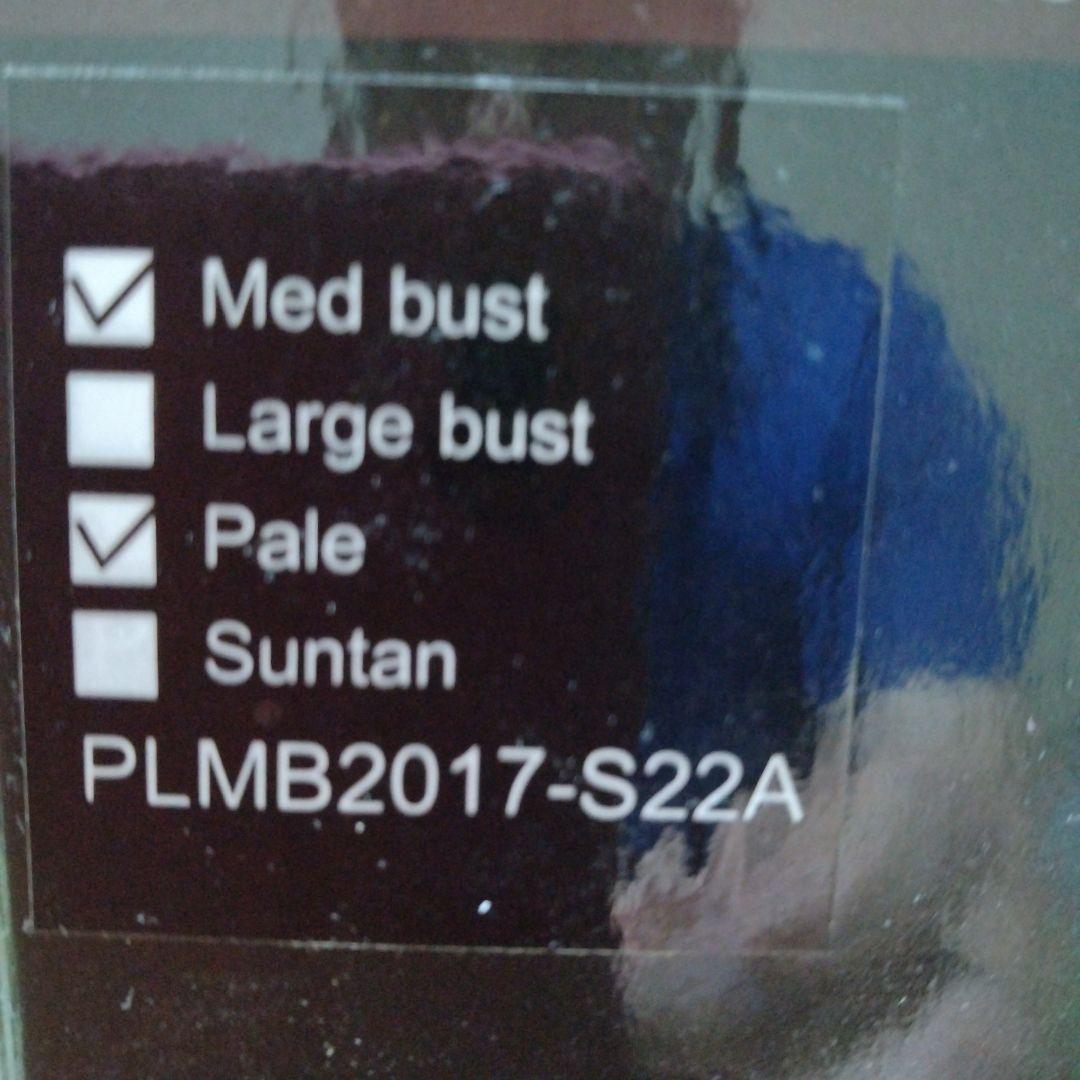 Med bust
Large bust
Pale
Suntan
PLMB2017-S22A